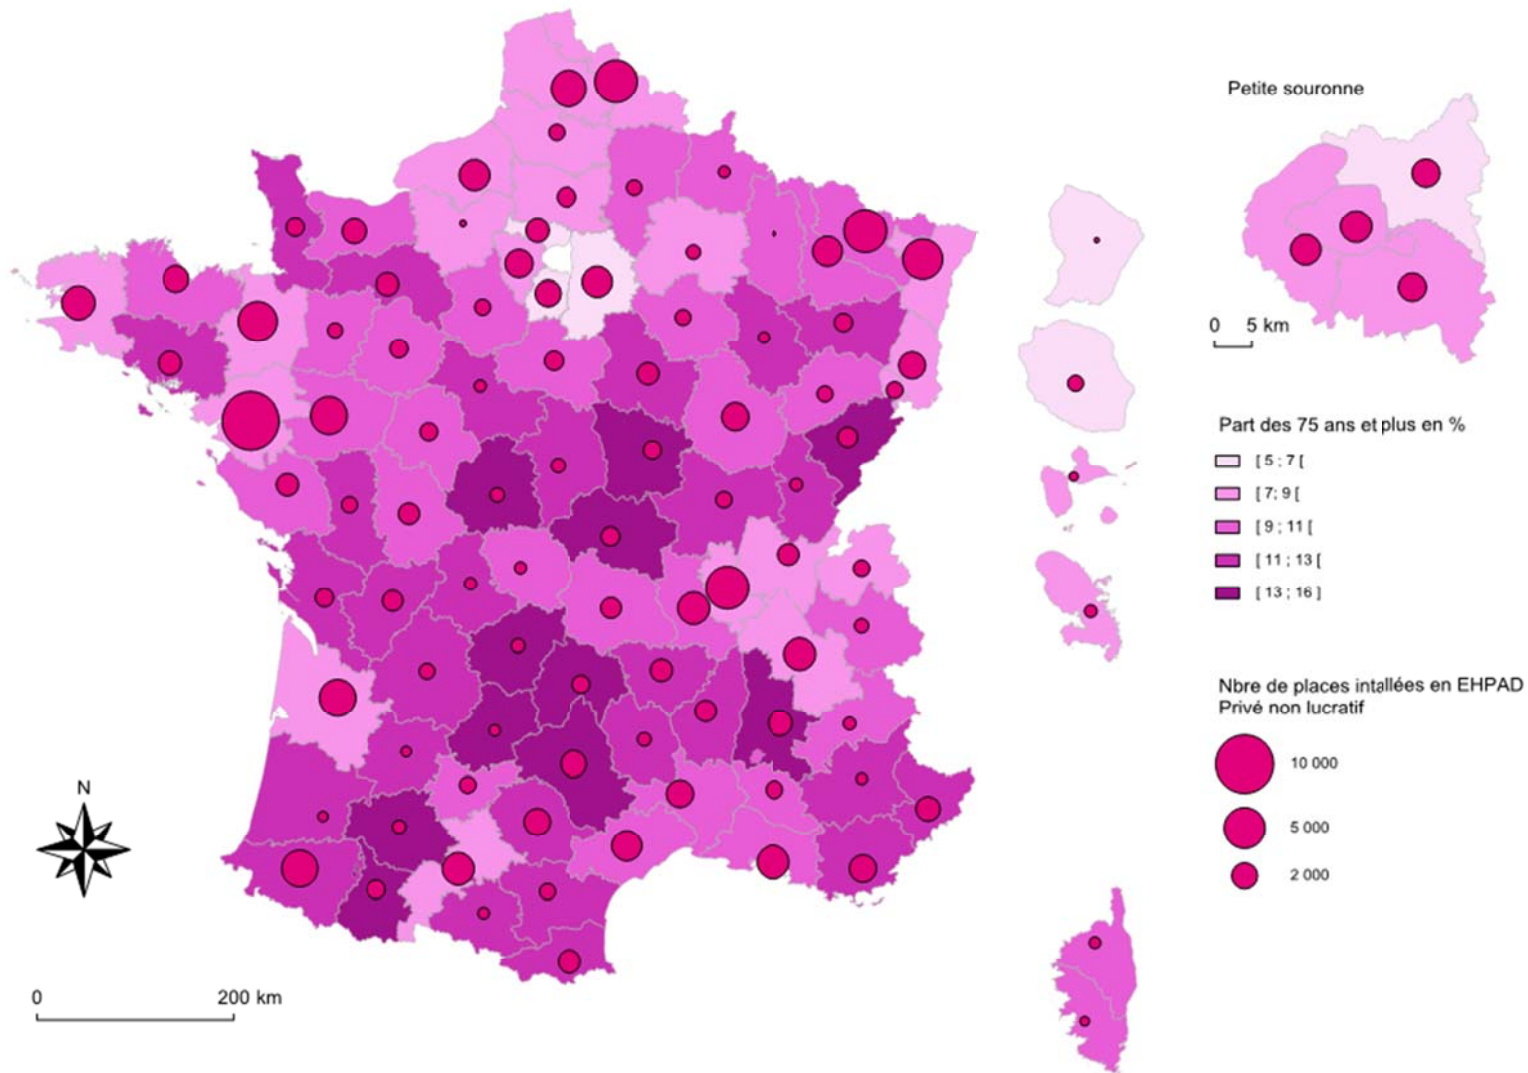 Petite souronne
0 5 km
Part des 75 ans et plus en %
[ 5 ; 7 [
[ 7; 9 [
[ 9 ; 11 [
[ 11 ; 13 [
[ 13 ; 16 ]
Nbre de places intallées en EHPAD
Privé non lucratif
10 000
5 000
2 000
N
0 200 km